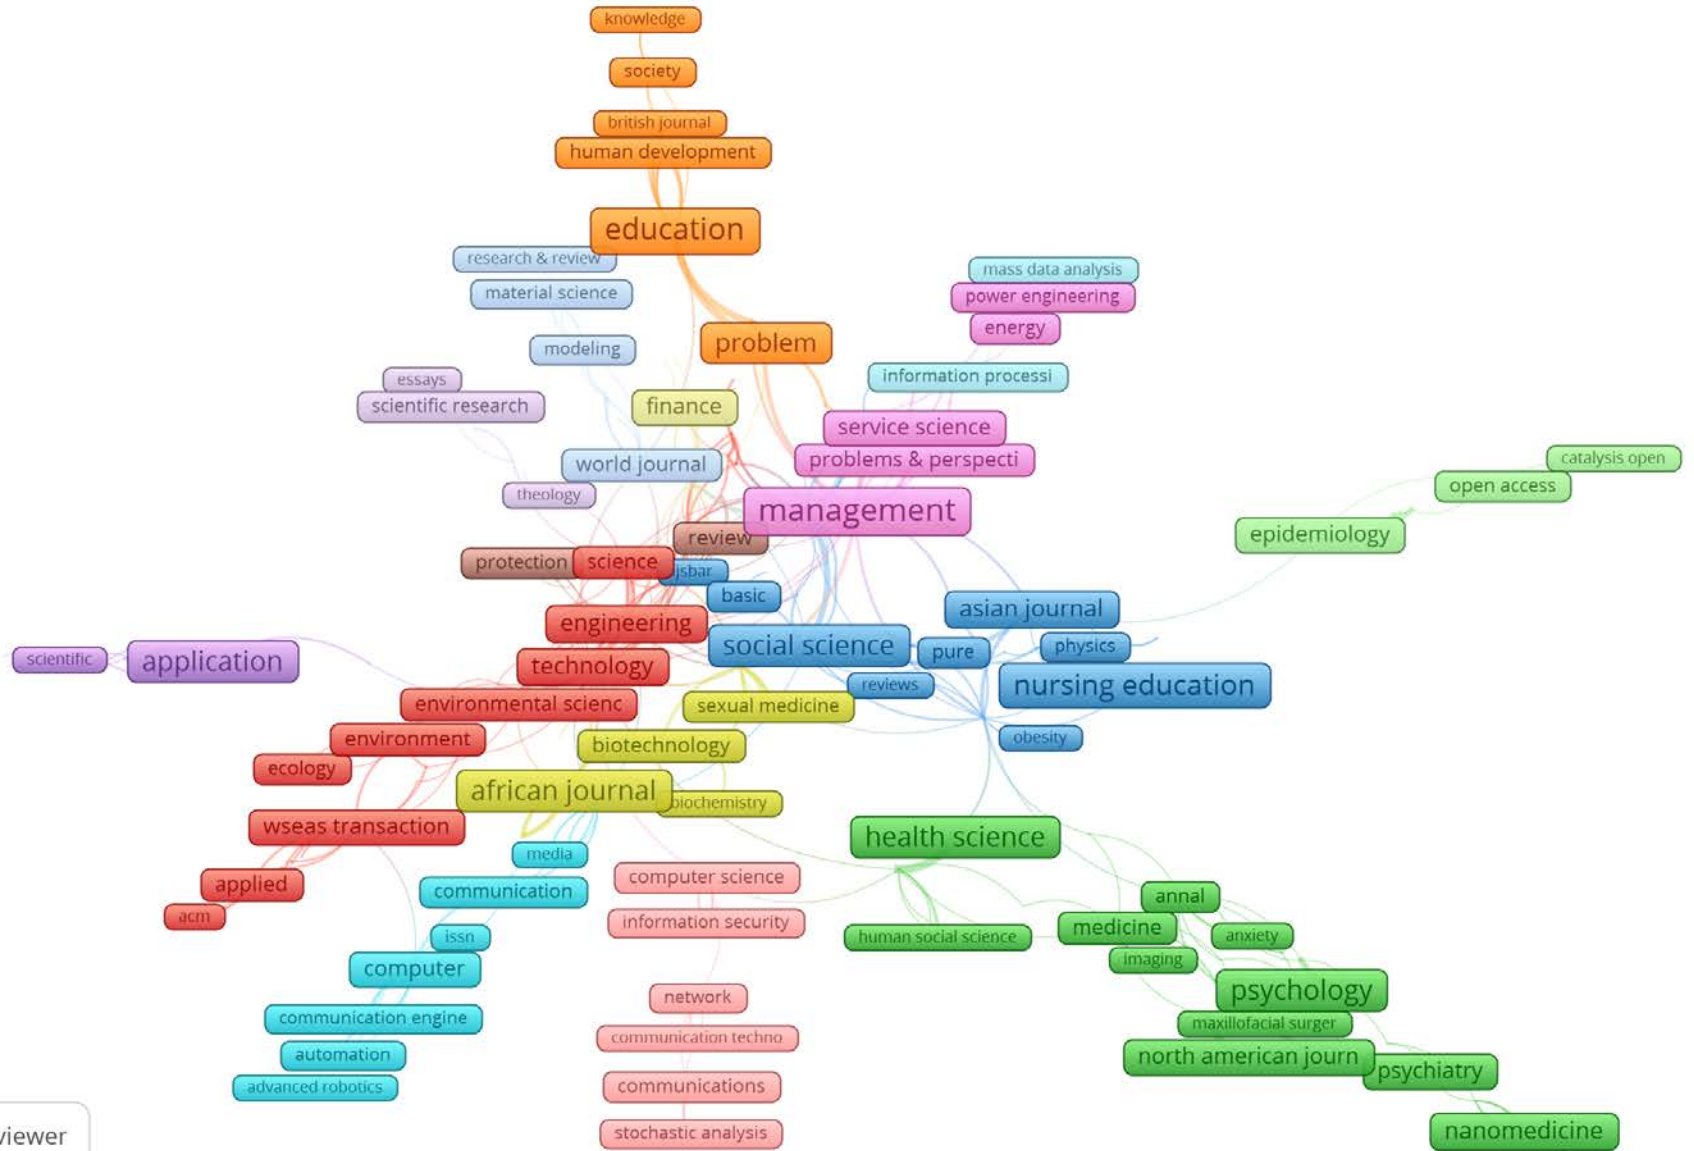 knowledge
society
british journal
human development
education
research & review
material science
mass data analysis
power engineering
energy
problem
modeling
essays
information processi
scientific research
finance
service science
problems & perspecti
world journal
catalysis open
theology
open access
management
review
epidemiology
protection
science
jsbar
basic
asian journal
engineering
social science
pure
physics
scientific
application
technology
reviews
nursing education
environmental scienc
sexual medicine
environment
biotechnology
obesity
ecology
african journal
biochemistry
wseas transaction
health science
media
applied
communication
computer science
annal
acm
information security
medicine
issn
human social science
anxiety
imaging
computer
psychology
network
communication engine
maxillofacial surger
communication techno
automation
north american journ
psychiatry
advanced robotics
communications
viewer
stochastic analysis
nanomedicine